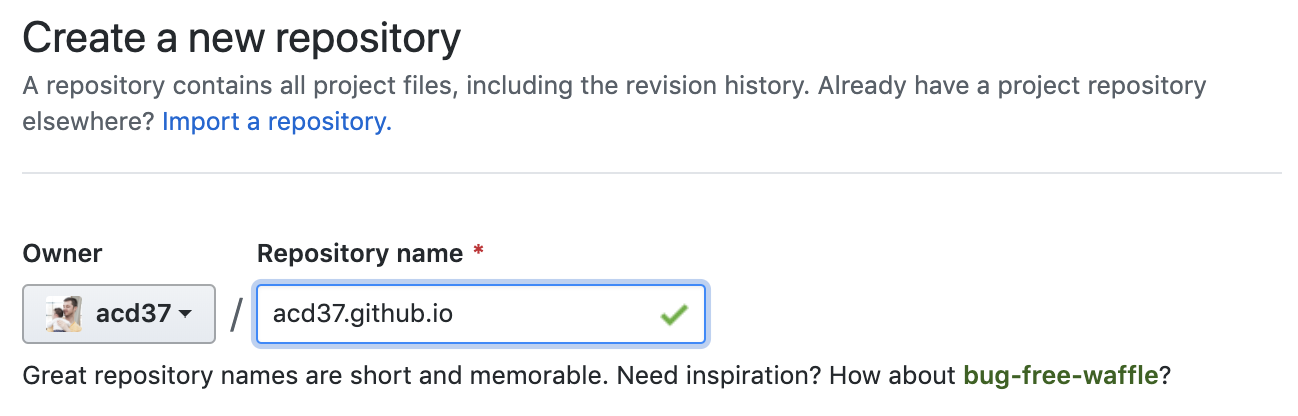 Create a new repository
A repository contains all project files, including the revision history. Already have a project repository
elsewhere? Import a repository.
Owner
Repository name *
acd37 / acd37.github.io
Great repository names are short and memorable. Need inspiration? How about bug-free-waffle?